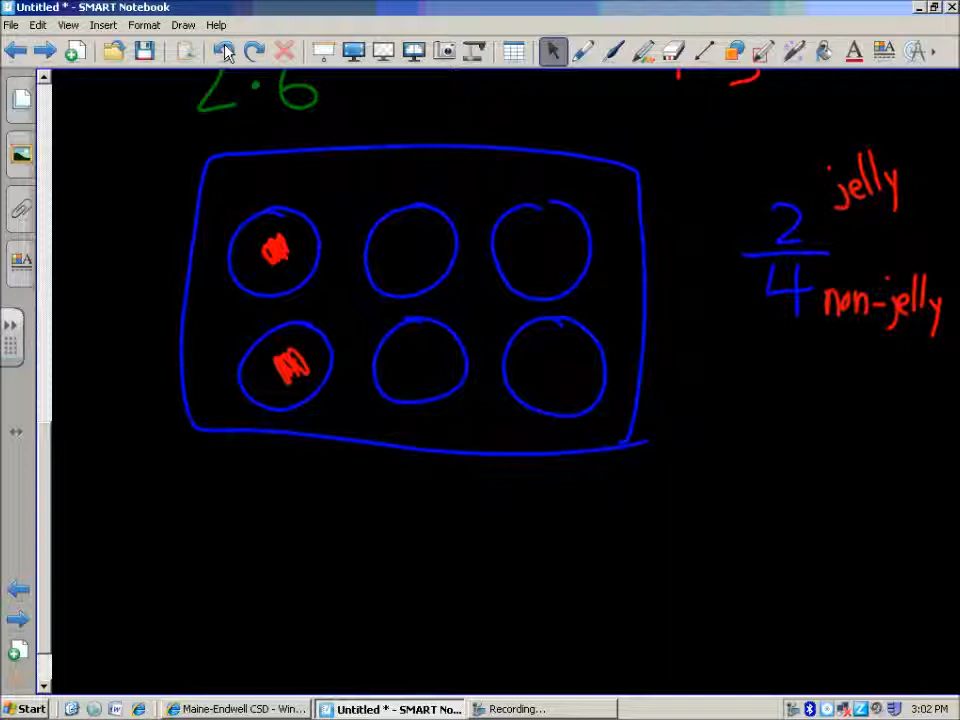 Untitled * - SMART Notebook
File Edit View Insert Format Draw Help
2 · 6
jelly
2
4
non-jelly
Start
Maine-Endwell CSD - Win...
Untitled * - SMART No...
Recording...
3:02 PM